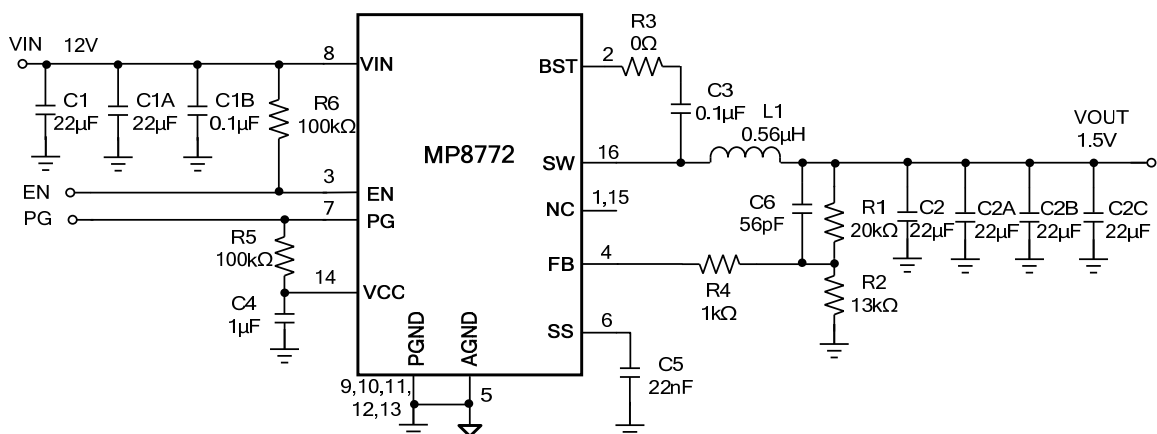 VIN 12V
8
VIN
C1
22µF
C1A
22µF
C1B
0.1µF
R6
100kΩ
EN
3
EN
PG
7
PG
R5
100kΩ
14
VCC
C4
1µF
MP8772
PGND
AGND
9,10,11,
12,13
5
BST
2
R3
0Ω
C3
0.1µF
L1
0.56µH
SW
16
NC
1,15
FB
4
R4
1kΩ
SS
6
C5
22nF
C6
56pF
R1
20kΩ
R2
13kΩ
C2
22µF
C2A
22µF
C2B
22µF
C2C
22µF
VOUT
1.5V